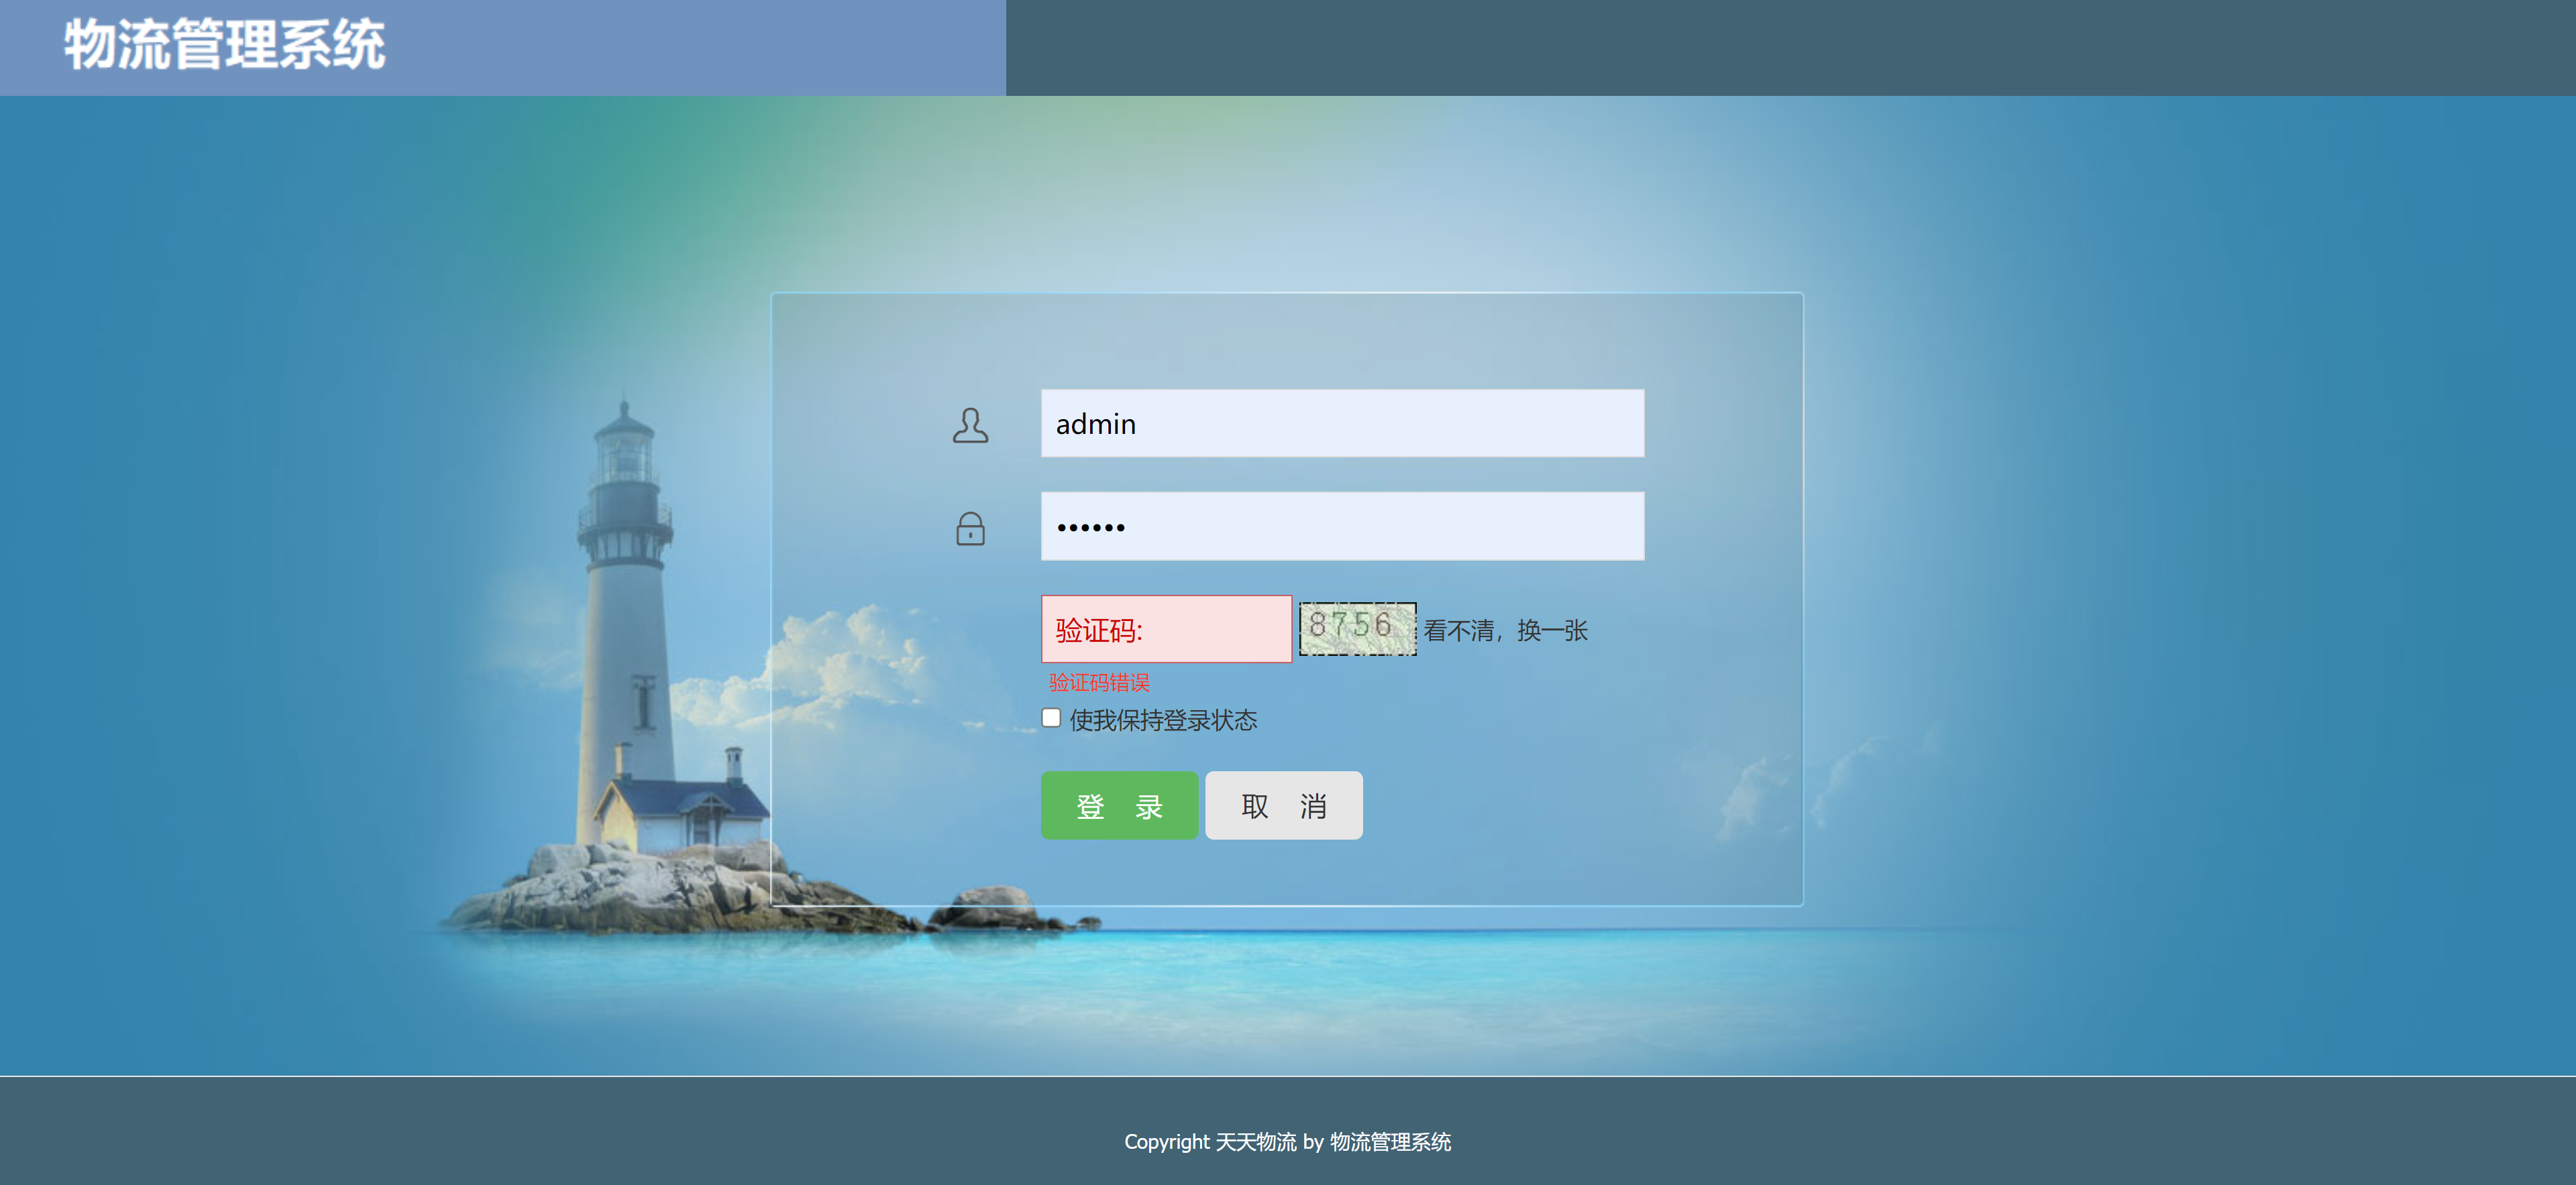 物流管理系统
admin
••••••
验证码: 8756 看不清，换一张
验证码错误
使我保持登录状态
登 录 取 消
Copyright 天天物流 by 物流管理系统